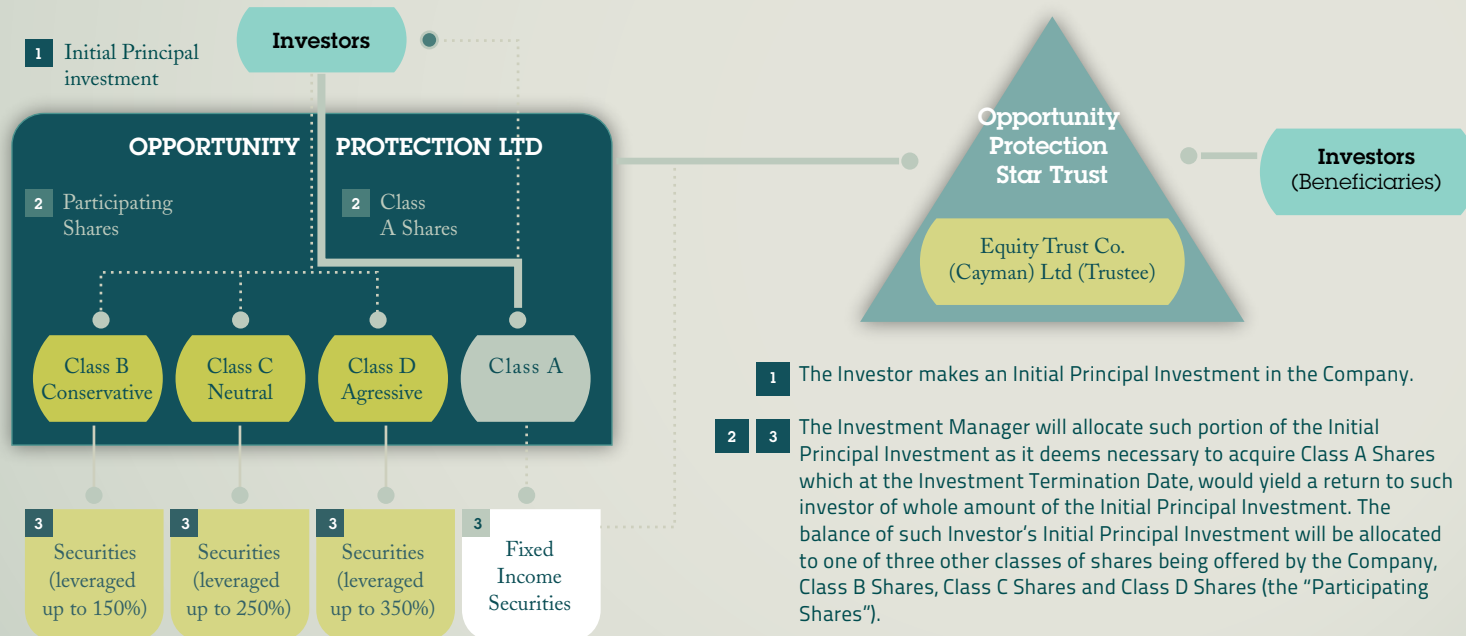 1 Initial Principal
investment
Investors
OPPORTUNITY PROTECTION LTD
2 Participating
Shares
2 Class
A Shares
Class B
Conservative
Class C
Neutral
Class D
Agressive
Class A
3
Securities
(leveraged
up to 150%)
3
Securities
(leveraged
up to 250%)
3
Securities
(leveraged
up to 350%)
3
Fixed
Income
Securities
Opportunity
Protection
Star Trust
Equity Trust Co.
(Cayman) Ltd (Trustee)
Investors
(Beneficiaries)
1 The Investor makes an Initial Principal Investment in the Company.
2 3 The Investment Manager will allocate such portion of the Initial
Principal Investment as it deems necessary to acquire Class A Shares
which at the Investment Termination Date, would yield a return to such
investor of whole amount of the Initial Principal Investment. The
balance of such Investor's Initial Principal Investment will be allocated
to one of three other classes of shares being offered by the Company,
Class B Shares, Class C Shares and Class D Shares (the “Participating
Shares”).